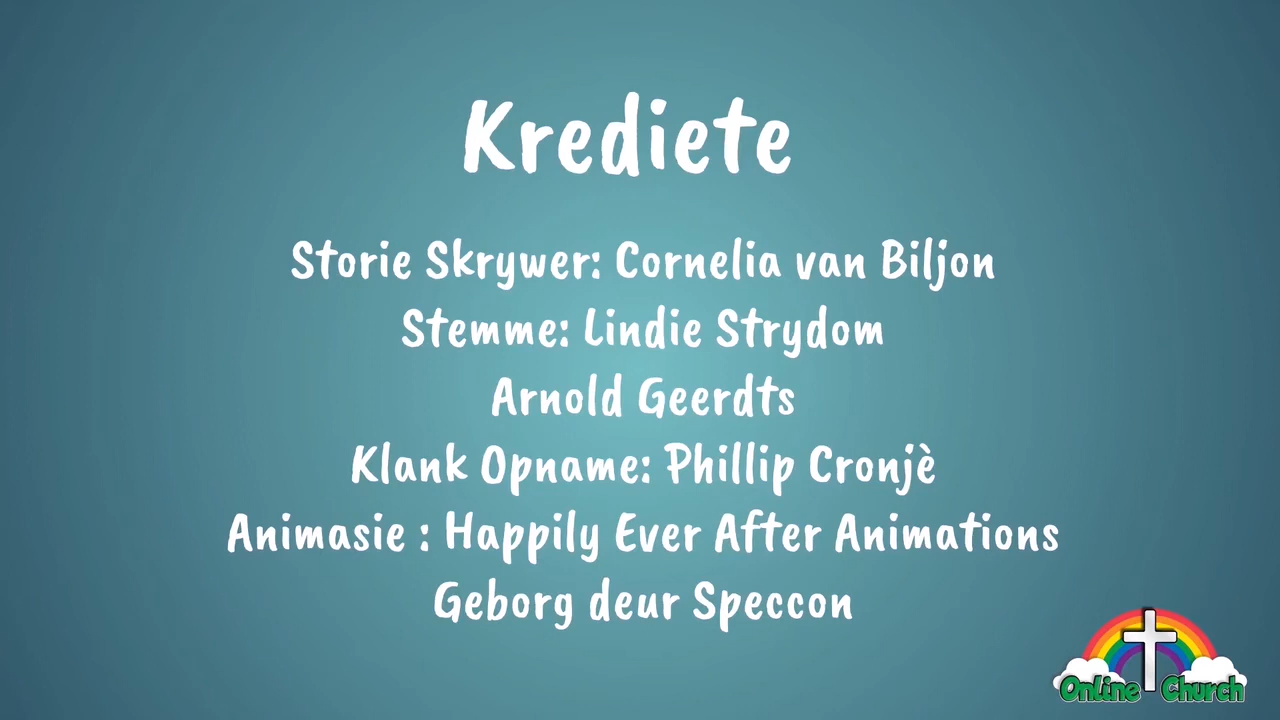 Krediete
Storie Skrywer: Cornelia van Biljon
Stemme: Lindie Strydom
Arnold Geerdts
Klank Opname: Phillip Cronjè
Animasie : Happily Ever After Animations
Geborg deur Speccon
Online Church